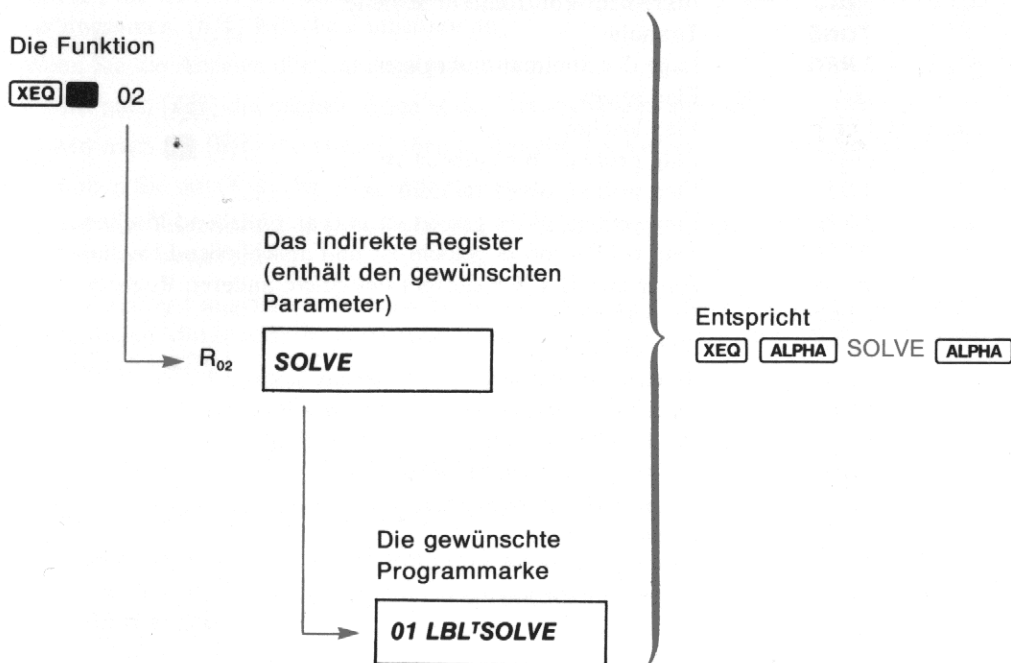 Die Funktion
XEQ 02
Das indirekte Register
(enthält den gewünschten
Parameter)
R02 SOLVE
Entspricht
XEQ ALPHA SOLVE ALPHA
Die gewünschte
Programmarke
01 LBLᵀSOLVE